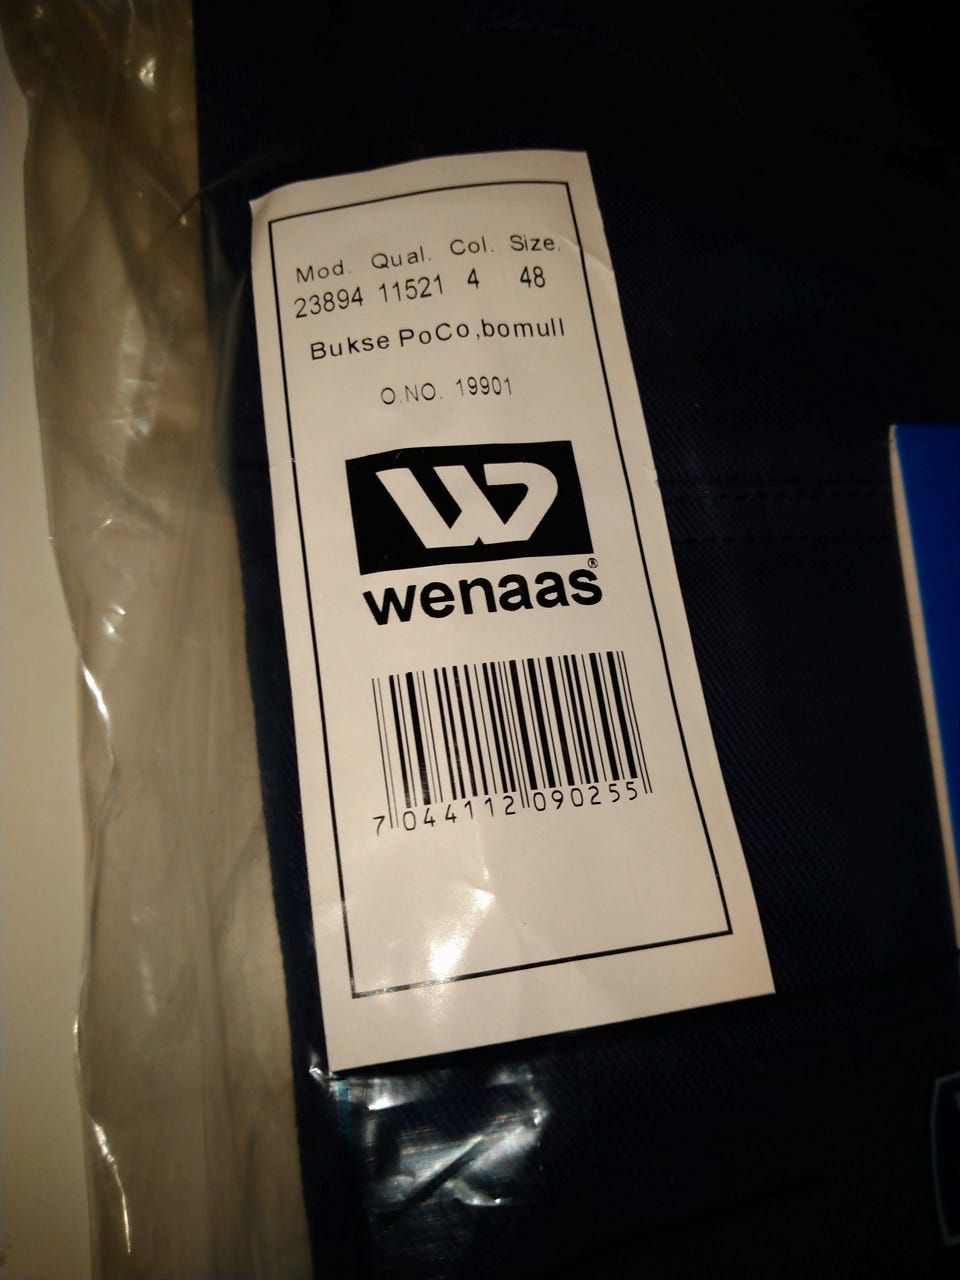 Mod. Qual. Col. Size.
23894 11521 4 48
Bukse PoCo,bomull
O.NO. 19901
W
wenaas®
7 044112 090255